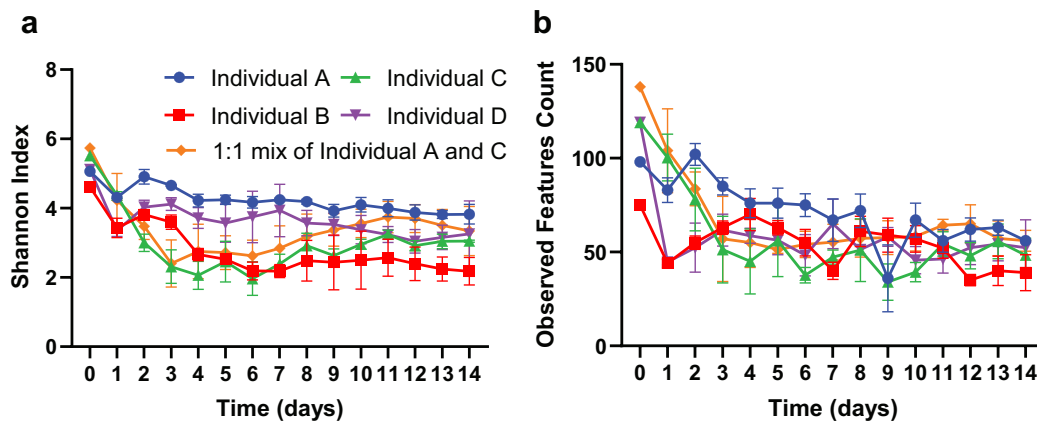 a
Shannon Index
8
6
4
2
0
Individual A
Individual C
Individual B
Individual D
1:1 mix of Individual A and C
0 1 2 3 4 5 6 7 8 9 10 11 12 13 14
Time (days)
b
Observed Features Count
150
100
50
0
0 1 2 3 4 5 6 7 8 9 10 11 12 13 14
Time (days)